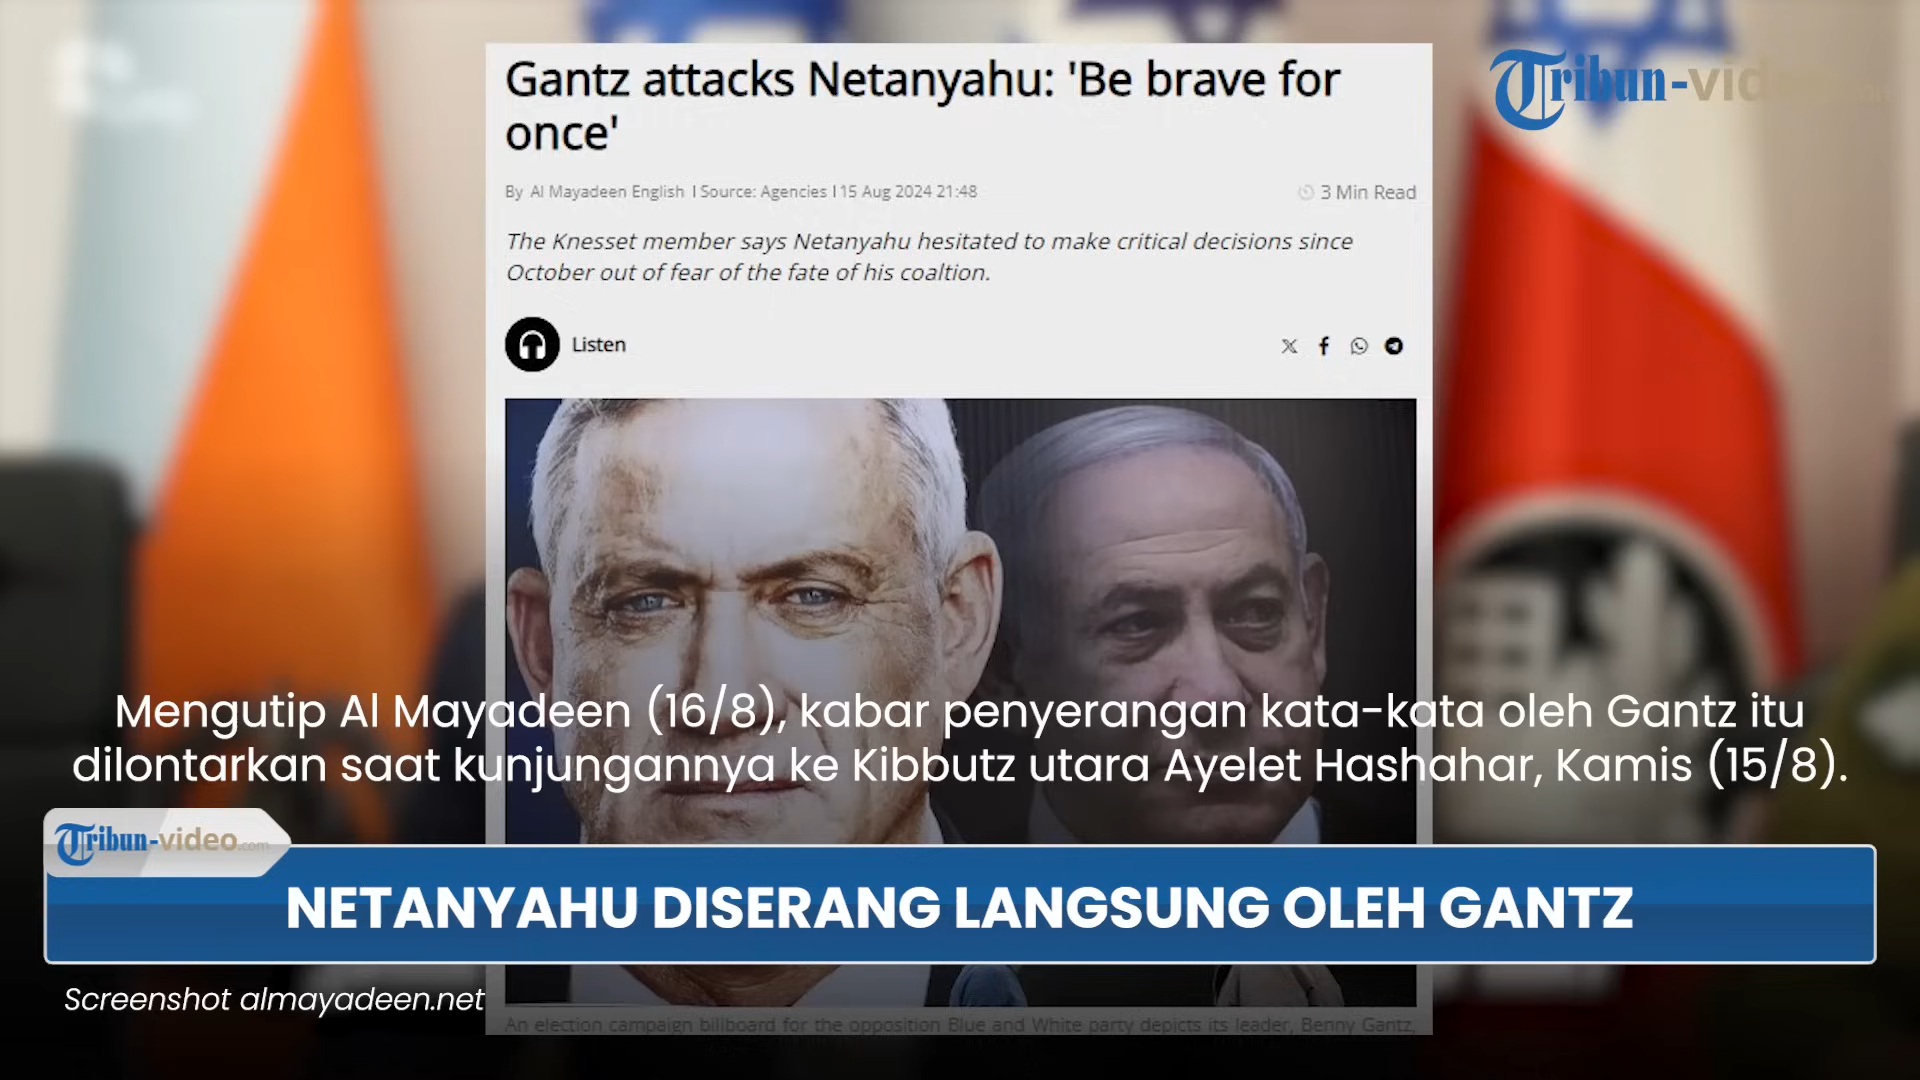 Gantz attacks Netanyahu: 'Be brave for
once'
Tribun-video
By Al Mayadeen English | Source: Agencies | 15 Aug 2024 21:48
3 Min Read
The Knesset member says Netanyahu hesitated to make critical decisions since
October out of fear of the fate of his coaltion.
Listen
Mengutip Al Mayadeen (16/8), kabar penyerangan kata-kata oleh Gantz itu
dilontarkan saat kunjungannya ke Kibbutz utara Ayelet Hashahar, Kamis (15/8).
Tribun-video.com
NETANYAHU DISERANG LANGSUNG OLEH GANTZ
Screenshot almayadeen.net
An election campaign billboard for the opposition Blue and White party depicts its leader, Benny Gantz,